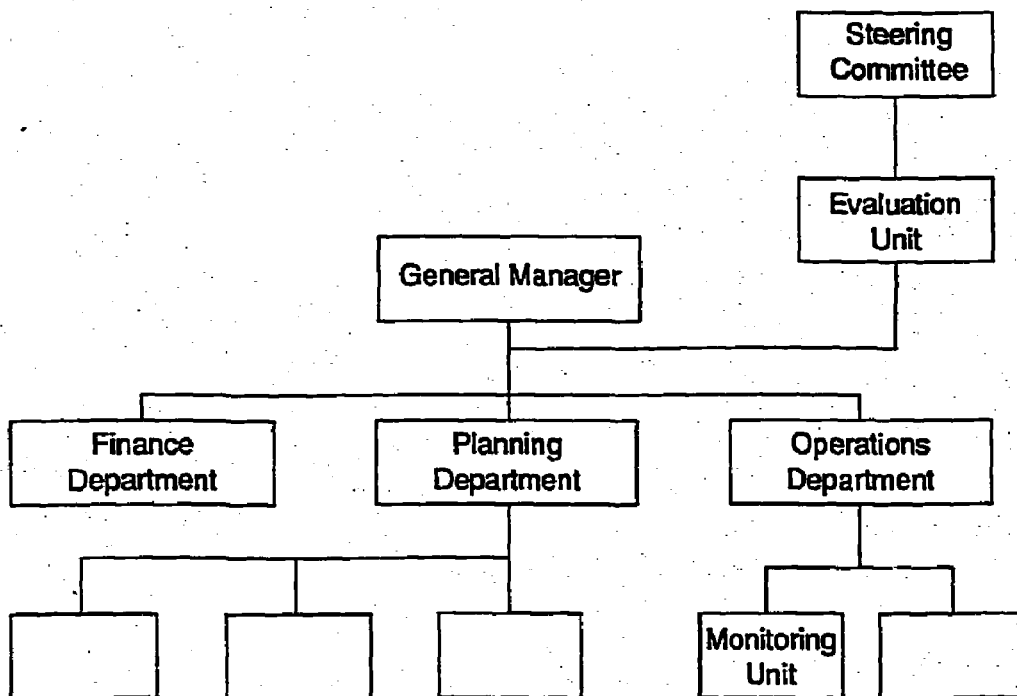 Steering
Committee
Evaluation
Unit
General Manager
Finance
Department
Planning
Department
Operations
Department
Monitoring
Unit